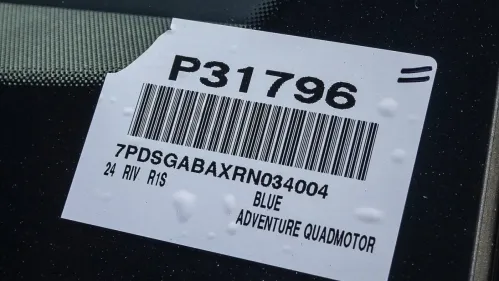 P31796
7PDSGABAXRN034004
24 RIV R1S
BLUE
ADVENTURE QUADMOTOR